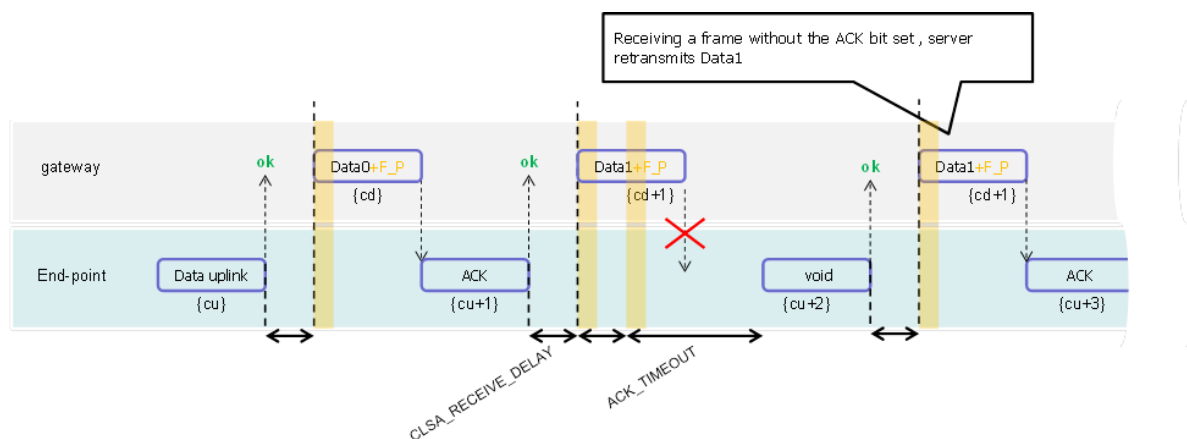 Receiving a frame without the ACK bit set , server
retransmits Data1
gateway
ok
Data0+F_P
{cd}
ok
Data1+F_P
{cd+1}
ok
Data1+F_P
{cd+1}
End-point
Data uplink
{cu}
ACK
{cu+1}
void
{cu+2}
ACK
{cu+3}
CLSA_RECEIVE_DELAY
ACK_TIMEOUT